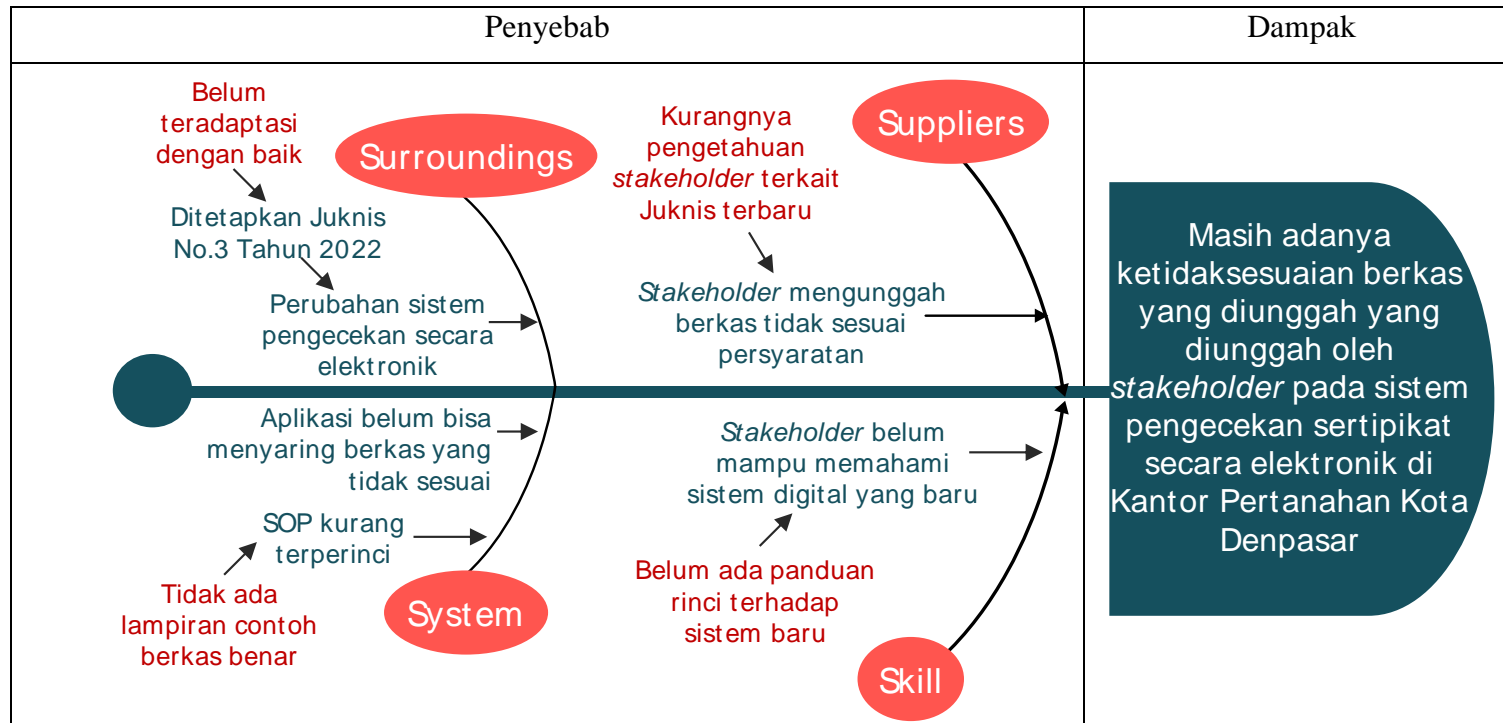 Penyebab
Dampak
Belum
teradaptasi
dengan baik
Surroundings
Ditetapkan Juknis
No.3 Tahun 2022
Perubahan sistem
pengecekan secara
elektronik
Kurangnya
pengetahuan
stakeholder terkait
Juknis terbaru
Suppliers
Stakeholder mengunggah
berkas tidak sesuai
persyaratan
Aplikasi belum bisa
menyaring berkas yang
tidak sesuai
SOP kurang
terperinci
Tidak ada
lampiran contoh
berkas benar
System
Stakeholder belum
mampu memahami
sistem digital yang baru
Belum ada panduan
rinci terhadap
sistem baru
Skill
Masih adanya
ketidaksesuaian berkas
yang diunggah yang
diunggah oleh
stakeholder pada sistem
pengecekan sertipikat
secara elektronik di
Kantor Pertanahan Kota
Denpasar